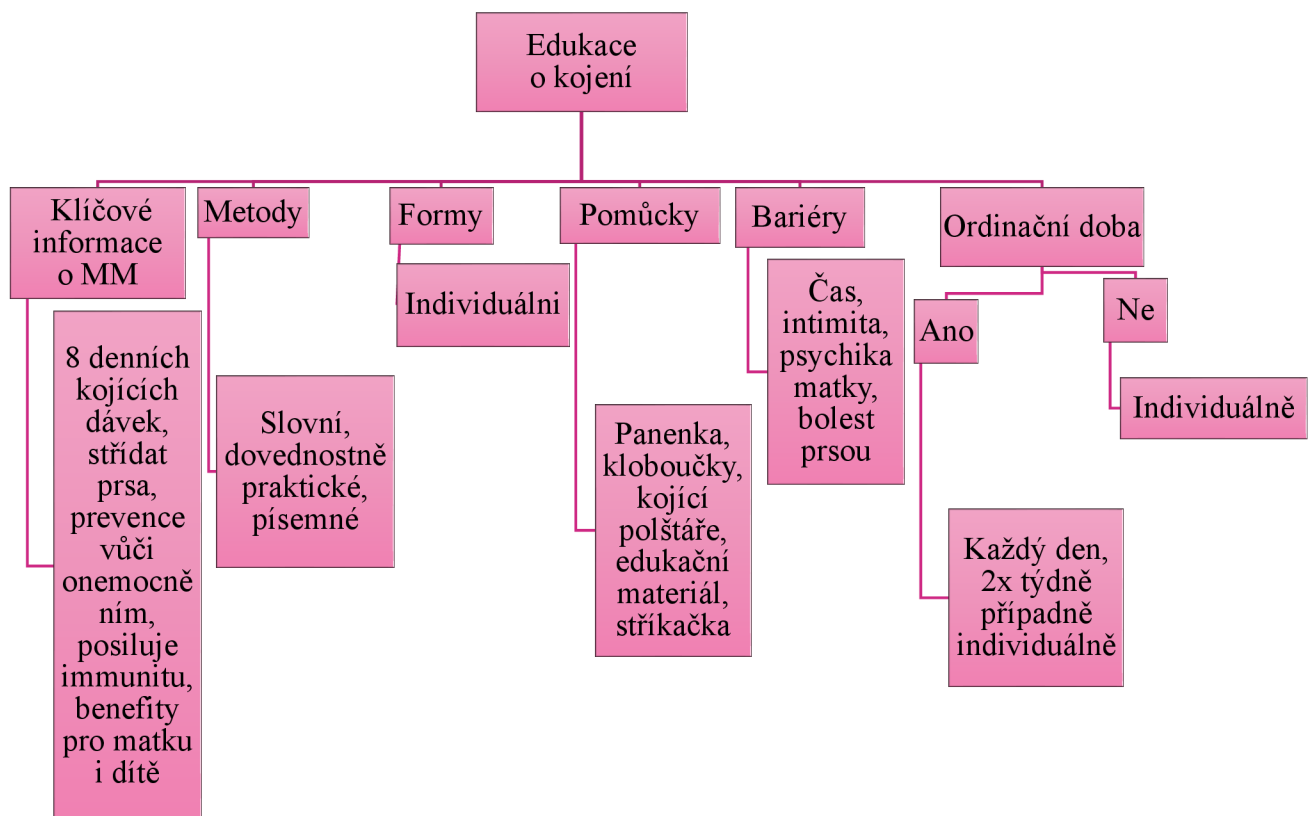 Edukace
o kojení
Klíčové
informace
o MM
Metody
Formy
Pomůcky
Bariéry
Ordinační doba
8 denních
kojících
dávek,
střídat
prsa,
prevence
vůči
onemocně
ním,
posiluje
immunitu,
benefity
pro matku
i dítě
Slovní,
dovednostně
praktické,
písemné
Individuálni
Panenka,
kloboučky,
kojící
polštáře,
edukační
materiál,
stříkačka
Čas,
intimita,
psychika
matky,
bolest
prsou
Ano
Každý den,
2x týdně
případně
individuálně
Ne
Individuálně